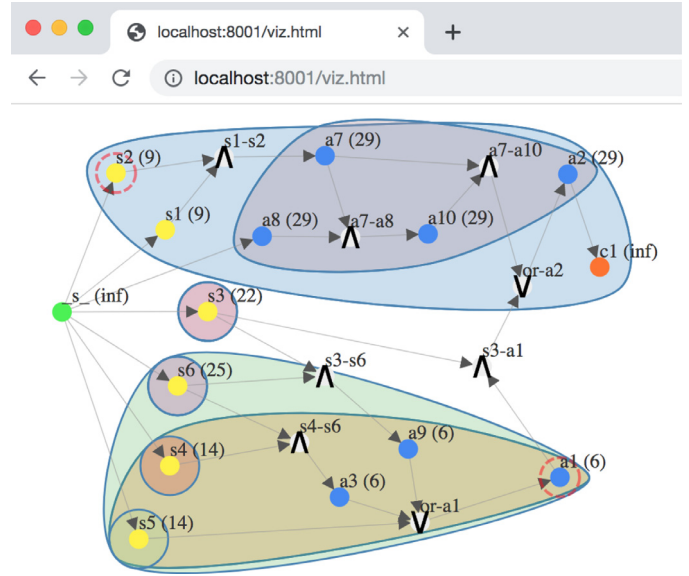 localhost:8001/viz.html
localhost:8001/viz.html
s1-s2
a7 (29)
a7-a10
s2 (9)
a2 (29)
s1 (9)
a8 (29)
a7-a8
a10 (29)
c1 (inf)
or-a2
_s_ (inf)
s3 (22)
s3-s6
s3-a1
s6 (25)
s4-s6
a9 (6)
s4 (14)
a3 (6)
a1 (6)
or-a1
s5 (14)